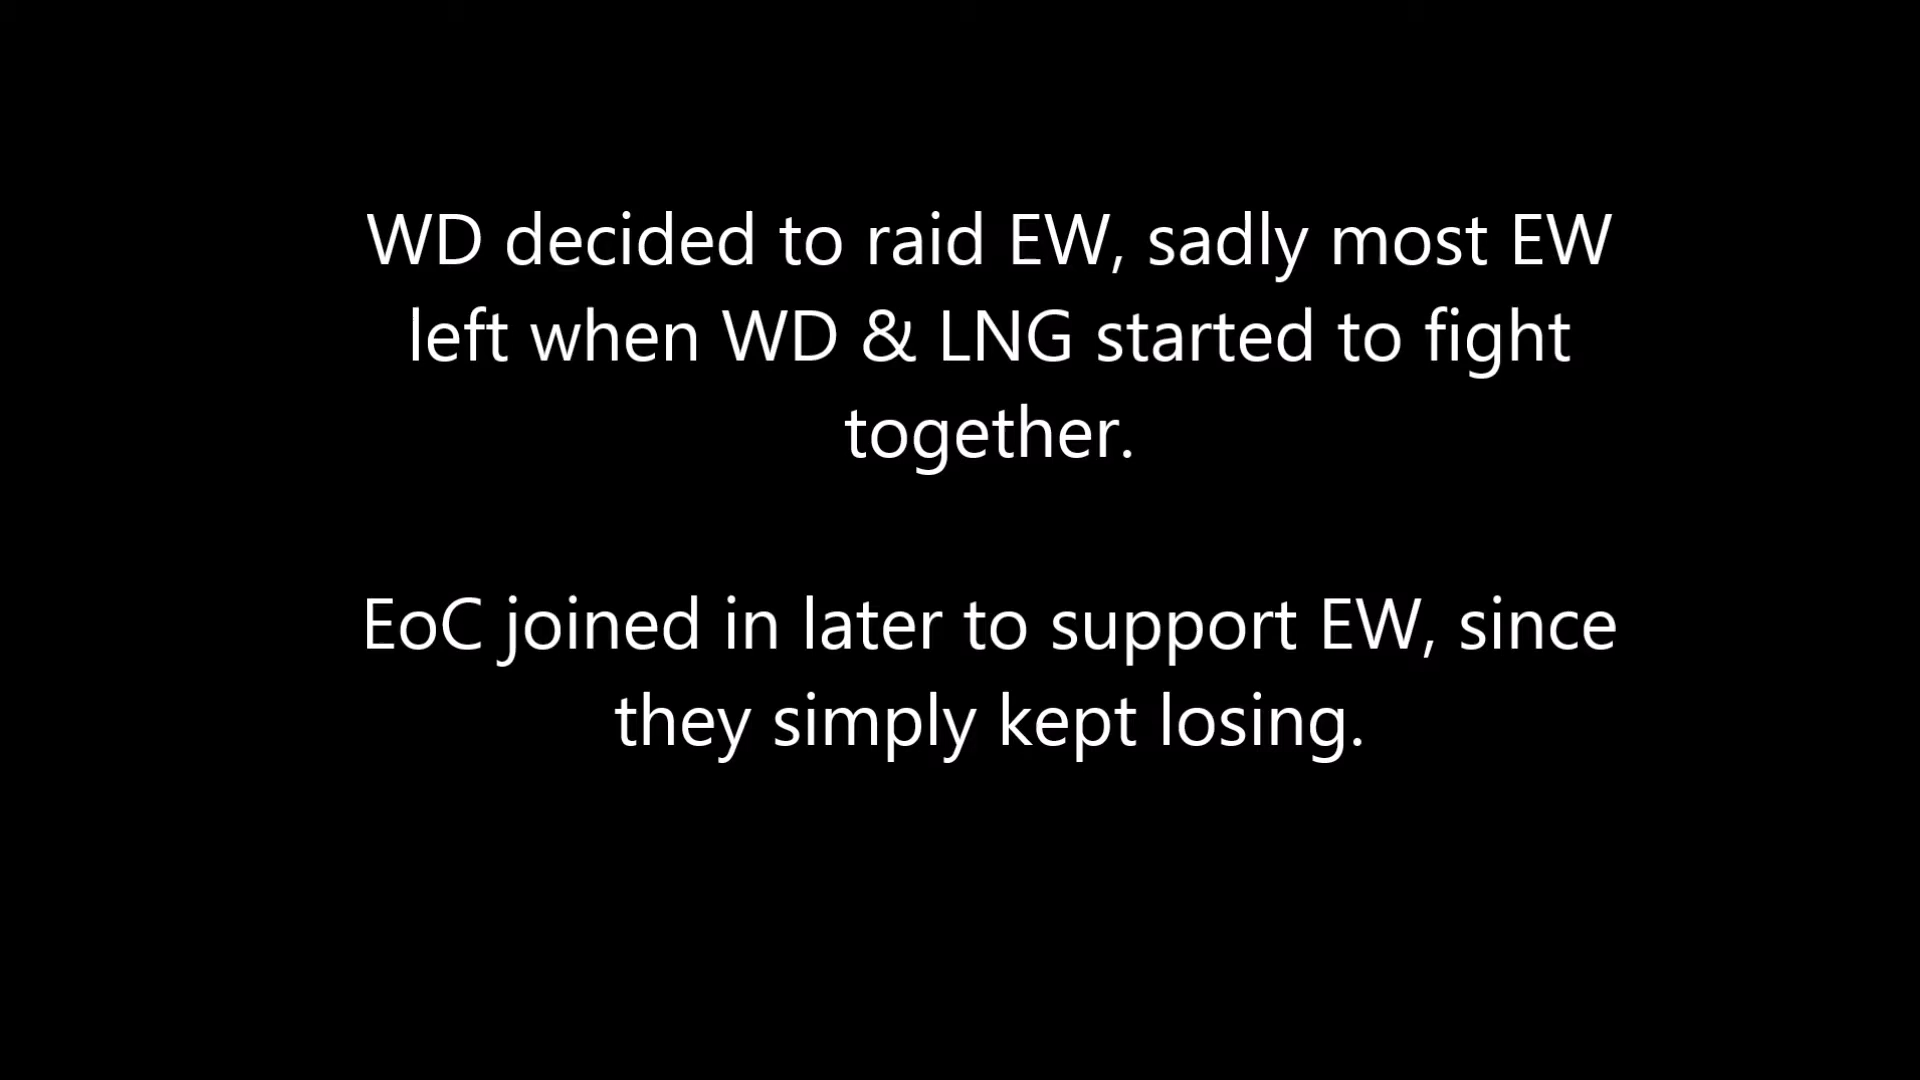 WD decided to raid EW, sadly most EW
left when WD & LNG started to fight
together.
EoC joined in later to support EW, since
they simply kept losing.